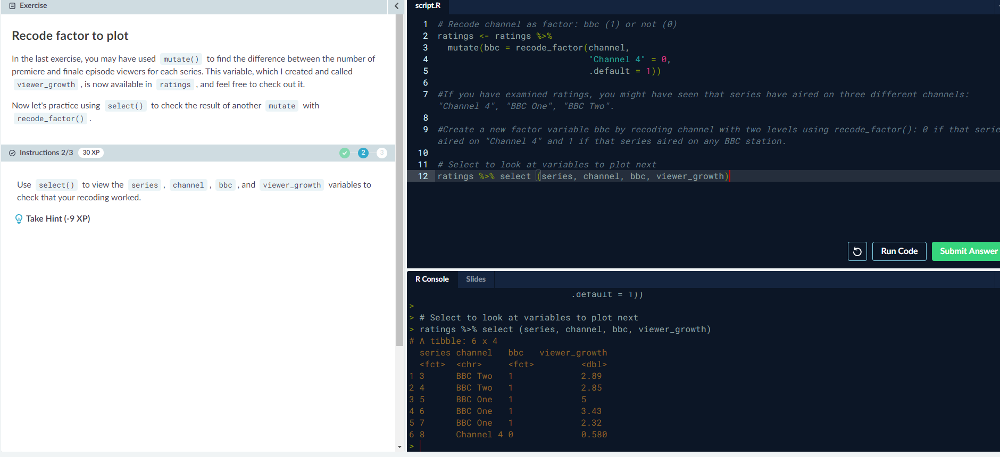 Exercise
Recode factor to plot
In the last exercise, you may have used mutate() to find the difference between the number of
premiere and finale episode viewers for each series. This variable, which I created and called
viewer_growth , is now available in ratings , and feel free to check out it.
Now let's practice using select() to check the result of another mutate with
recode_factor() .
Instructions 2/3 30 XP
2 3
Use select() to view the series , channel , bbc , and viewer_growth variables to
check that your recoding worked.
Take Hint (-9 XP)
script.R
1 # Recode channel as factor: bbc (1) or not (0)
2 ratings <- ratings %>%
3 mutate(bbc = recode_factor(channel,
4 "Channel 4" = 0,
5 .default = 1))
6
7 #If you have examined ratings, you might have seen that series have aired on three different channels:
"Channel 4", "BBC One", "BBC Two".
8
9 #Create a new factor variable bbc by recoding channel with two levels using recode_factor(): 0 if that serie
aired on "Channel 4" and 1 if that series aired on any BBC station.
10
11 # Select to look at variables to plot next
12 ratings %>% select (series, channel, bbc, viewer_growth)
Run Code Submit Answer
R Console Slides
.default = 1))
>
> # Select to look at variables to plot next
> ratings %>% select (series, channel, bbc, viewer_growth)
# A tibble: 6 x 4
series channel bbc viewer_growth
<fct> <chr> <fct> <dbl>
1 3 BBC Two 1 2.89
2 4 BBC Two 1 2.85
3 5 BBC One 1 5
4 6 BBC One 1 3.43
5 7 BBC One 1 2.32
6 8 Channel 4 0 0.580
>